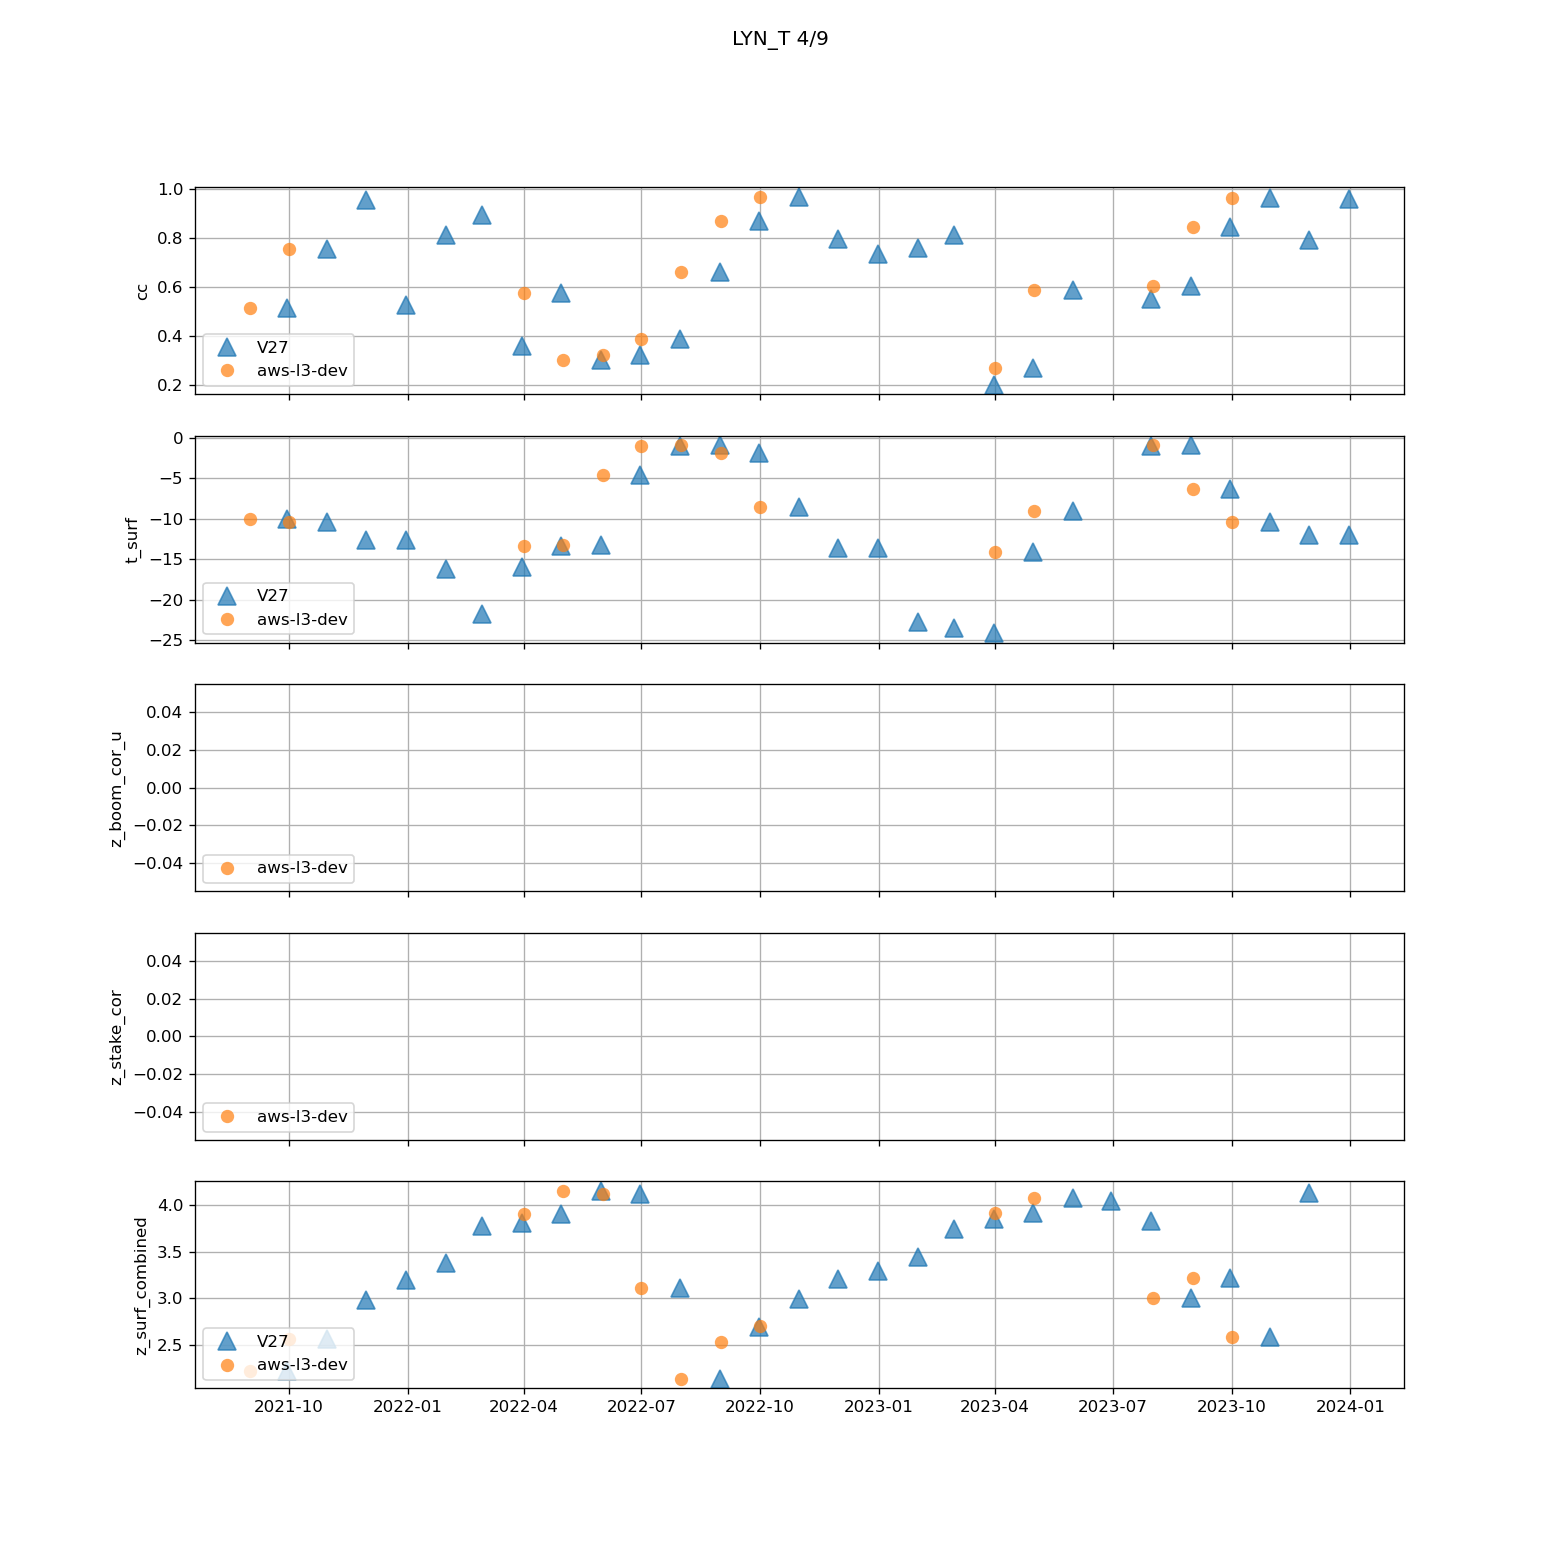 LYN_T 4/9
1.0
0.8
0.6
0.4
0.2
cc
V27
aws-l3-dev
0
−5
−10
−15
−20
−25
t_surf
V27
aws-l3-dev
0.04
0.02
0.00
−0.02
−0.04
z_boom_cor_u
aws-l3-dev
0.04
0.02
0.00
−0.02
−0.04
z_stake_cor
aws-l3-dev
4.0
3.5
3.0
2.5
z_surf_combined
V27
aws-l3-dev
2021-10 2022-01 2022-04 2022-07 2022-10 2023-01 2023-04 2023-07 2023-10 2024-01